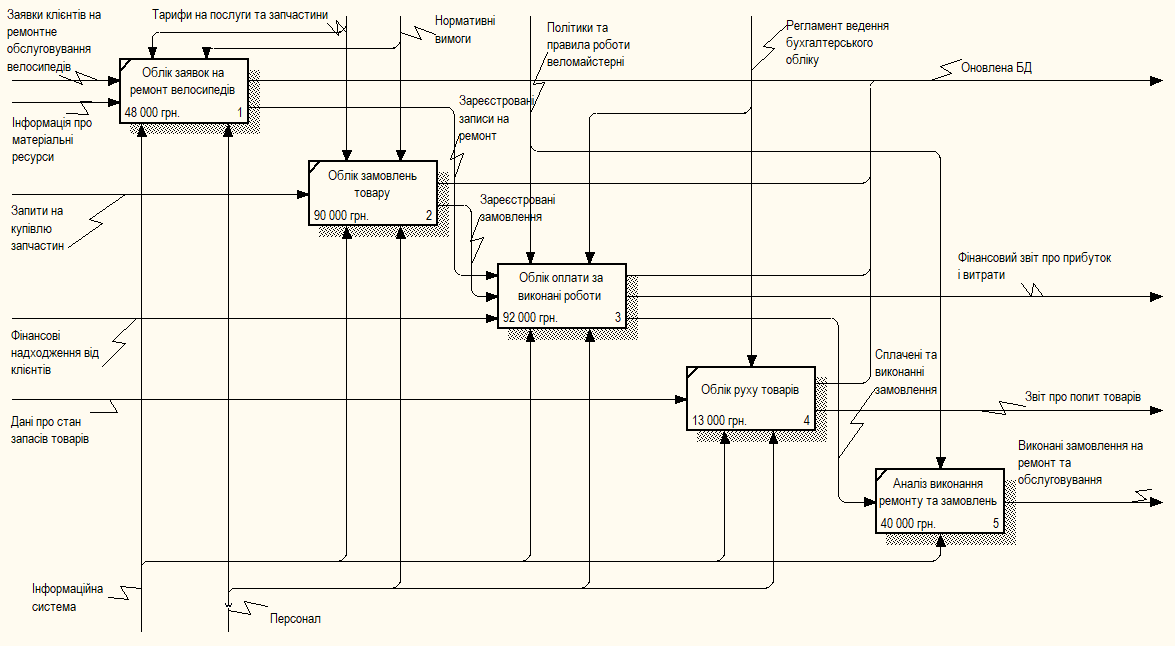 Заявки клієнтів на
ремонтне
обслуговування
велосипедів
Тарифи на послуги та запчастини
Нормативні
вимоги
Політики та
правила роботи
веломайстерні
Регламент ведення
бухгалтерського
обліку
Оновлена БД
Облік заявок на
ремонт велосипедів
48 000 грн.
1
Інформація про
матеріальні
ресурси
Зареєстровані
записи на
ремонт
Облік замовлень
товару
90 000 грн.
2
Запити на
купівлю
запчастин
Зареєстровані
замовлення
Облік оплати за
виконані роботи
92 000 грн.
3
Фінансовий звіт про прибуток
і витрати
Фінансові
надходження від
клієнтів
Сплачені та
виконанні
замовлення
Облік руху товарів
13 000 грн.
4
Звіт про попит товарів
Дані про стан
запасів товарів
Виконані замовлення на
ремонт та
обслуговування
Аналіз виконання
ремонту та замовлень
40 000 грн.
5
Інформаційна
система
Персонал